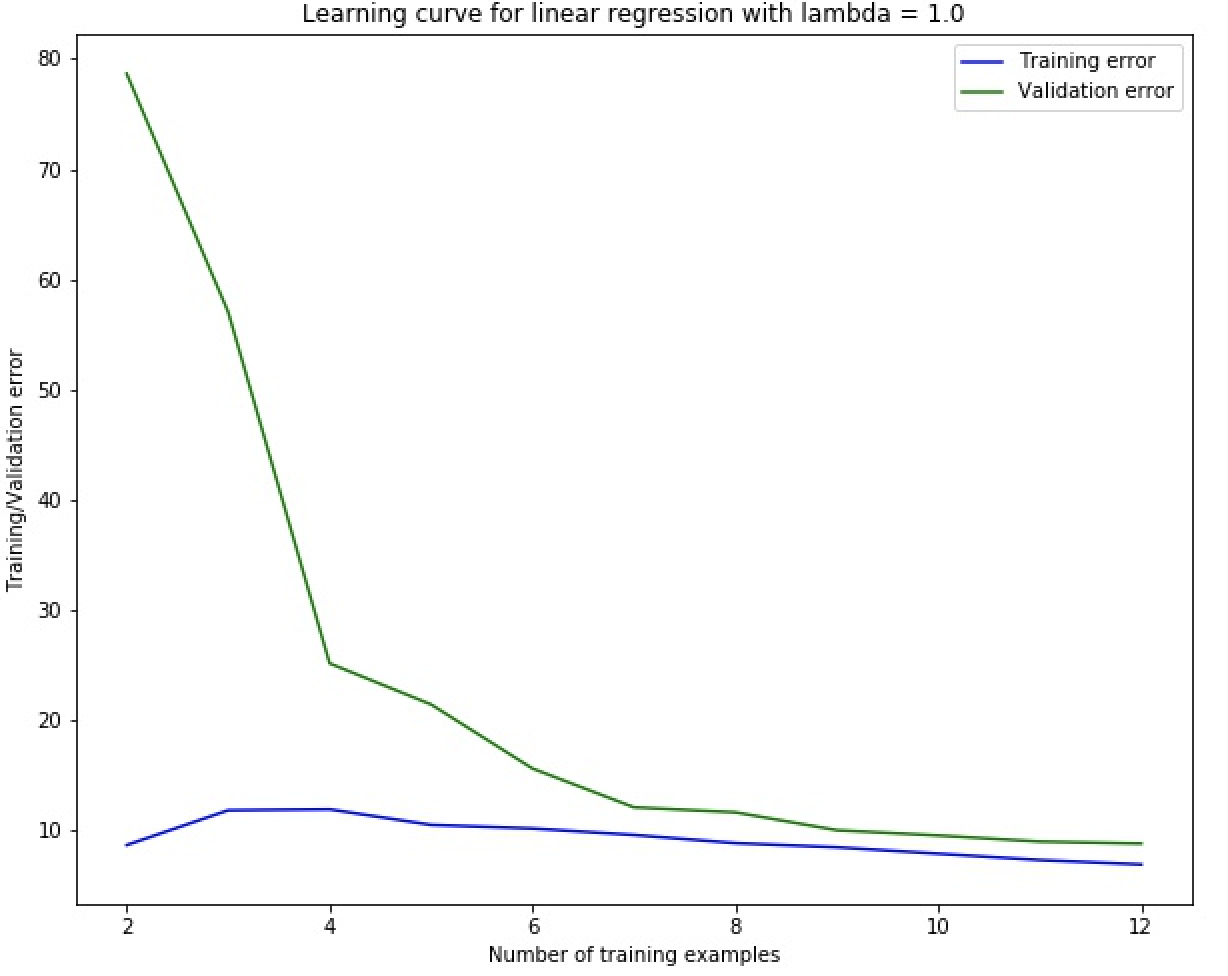 Learning curve for linear regression with lambda = 1.0
Training error
Validation error
Training/Validation error
80
70
60
50
40
30
20
10
2 4 6 8 10 12
Number of training examples